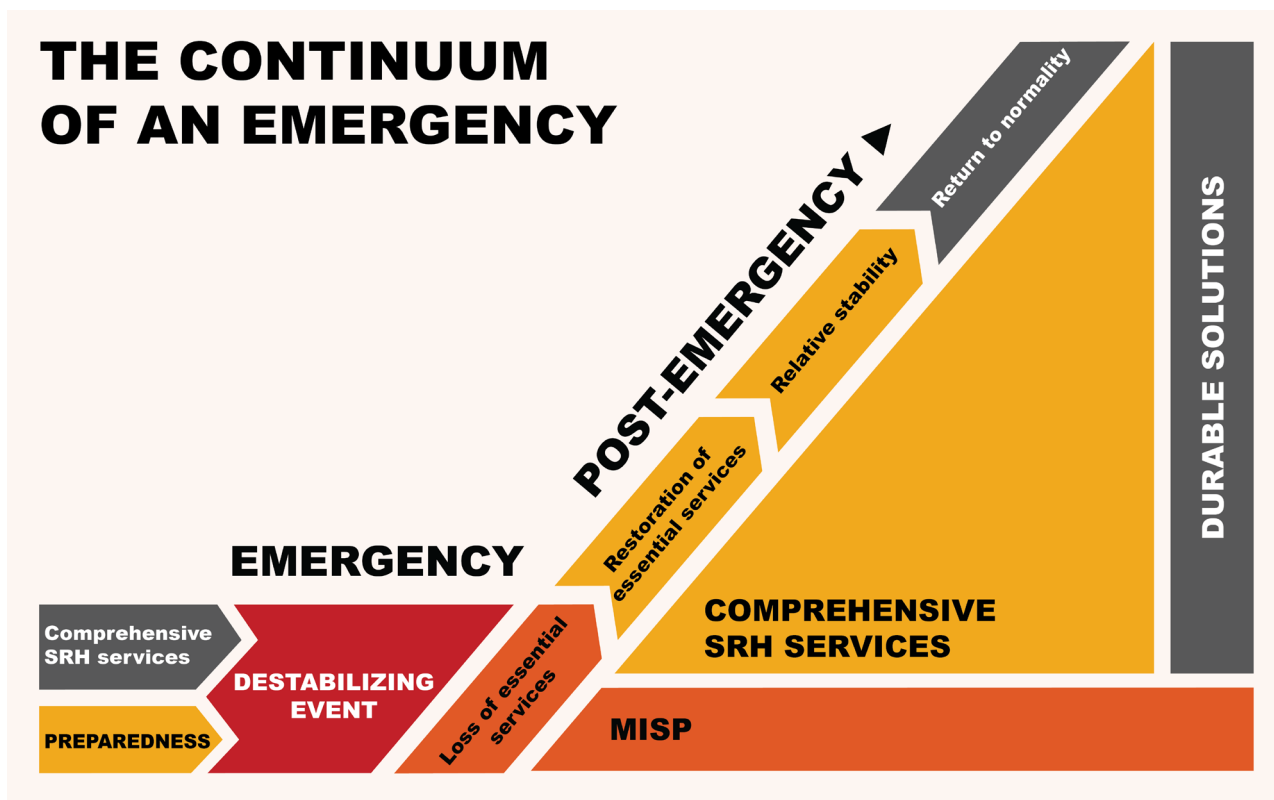 THE CONTINUUM
OF AN EMERGENCY
EMERGENCY
POST-EMERGENCY
Comprehensive
SRH services
PREPAREDNESS
DESTABILIZING
EVENT
Loss of essential
services
Restoration of
essential services
Relative stability
Return to normality
COMPREHENSIVE
SRH SERVICES
MISP
DURABLE SOLUTIONS